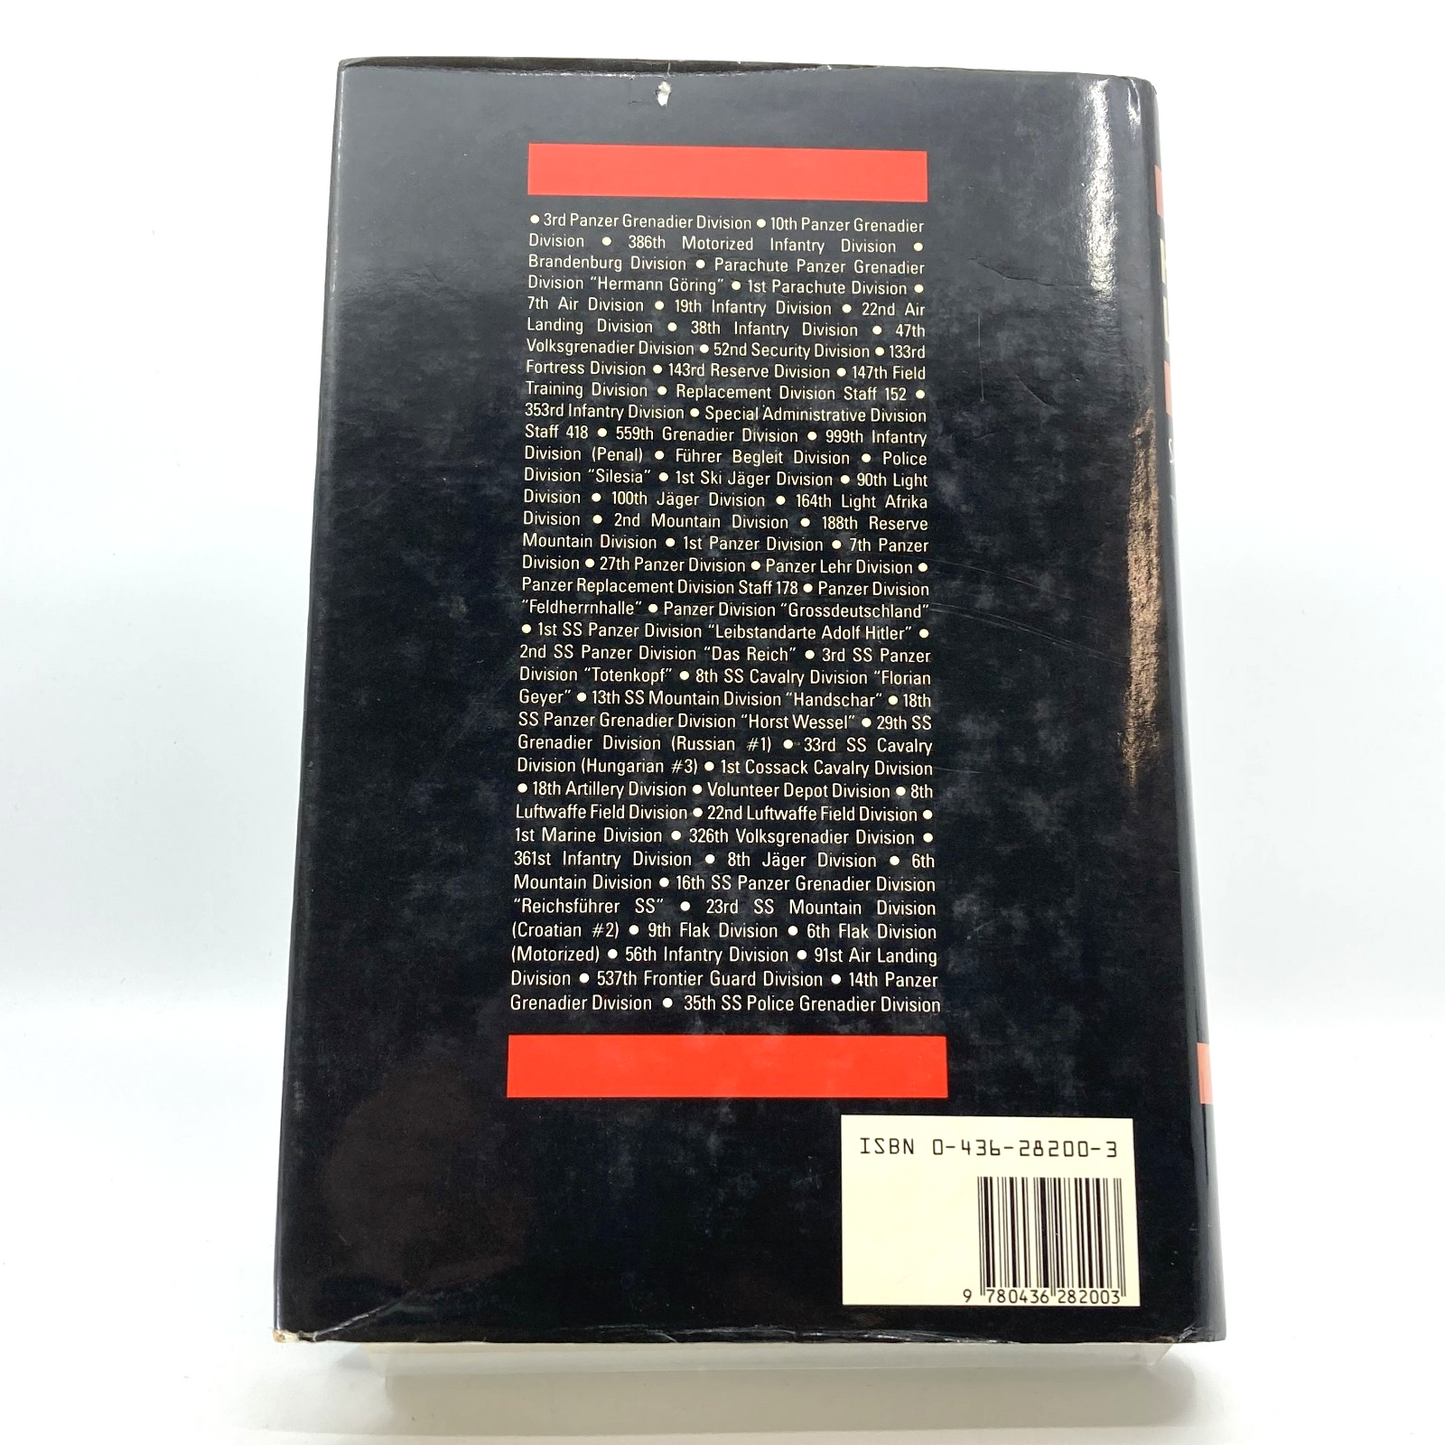 • 3rd Panzer Grenadier Division • 10th Panzer Grenadier
Division • 386th Motorized Infantry Division •
Brandenburg Division • Parachute Panzer Grenadier
Division "Hermann Göring" • 1st Parachute Division •
7th Air Division • 19th Infantry Division • 22nd Air
Landing Division • 38th Infantry Division • 47th
Volksgrenadier Division • 52nd Security Division • 133rd
Fortress Division • 143rd Reserve Division • 147th Field
Training Division • Replacement Division Staff 152 •
353rd Infantry Division • Special Administrative Division
Staff 418 • 559th Grenadier Division • 999th Infantry
Division (Penal) • Führer Begleit Division • Police
Division "Silesia" • 1st Ski Jäger Division • 90th Light
Division • 100th Jäger Division • 164th Light Afrika
Division • 2nd Mountain Division • 188th Reserve
Mountain Division • 1st Panzer Division • 7th Panzer
Division • 27th Panzer Division • Panzer Lehr Division •
Panzer Replacement Division Staff 178 • Panzer Division
"Feldherrnhalle" • Panzer Division "Grossdeutschland"
• 1st SS Panzer Division "Leibstandarte Adolf Hitler" •
2nd SS Panzer Division "Das Reich" • 3rd SS Panzer
Division "Totenkopf" • 8th SS Cavalry Division "Florian
Geyer" • 13th SS Mountain Division "Handschar" • 18th
SS Panzer Grenadier Division "Horst Wessel" • 29th SS
Grenadier Division (Russian #1) • 33rd SS Cavalry
Division (Hungarian #3) • 1st Cossack Cavalry Division
• 18th Artillery Division • Volunteer Depot Division • 8th
Luftwaffe Field Division • 22nd Luftwaffe Field Division •
1st Marine Division • 326th Volksgrenadier Division •
361st Infantry Division • 8th Jäger Division • 6th
Mountain Division • 16th SS Panzer Grenadier Division
"Reichsführer SS" • 23rd SS Mountain Division
(Croatian #2) • 9th Flak Division • 6th Flak Division
(Motorized) • 56th Infantry Division • 91st Air Landing
Division • 537th Frontier Guard Division • 14th Panzer
Grenadier Division • 35th SS Police Grenadier Division
ISBN 0-436-28200-3
9 780436 282003